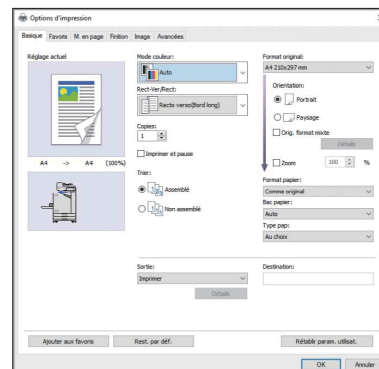 Options d'impression
Basique Favoris M. en page Finition Image Avancées
Réglage actuel
A4 -> A4 (100%)
Mode couleur:
Auto
Rect-Ver/Rect:
Recto verso(Bord long)
Copies:
1
Imprimer et pause
Trier:
Assemblé
Non assemblé
Sortie:
Imprimer
Détails
Format original:
A4 210x297 mm
Orientation:
Portrait
Paysage
Orig. format mixte
Détails
Zoom 100 %
Format papier:
Comme original
Bac papier:
Auto
Type pap:
Au choix
Destination:
Ajouter aux favoris Rest. par déf. Rétablir param. utilisat.
OK Annuler